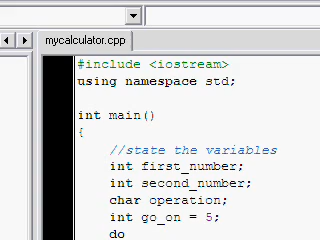 mycalculator.cpp
#include <iostream>
using namespace std;
int main()
{
//state the variables
int first_number;
int second_number;
char operation;
int go_on = 5;
do